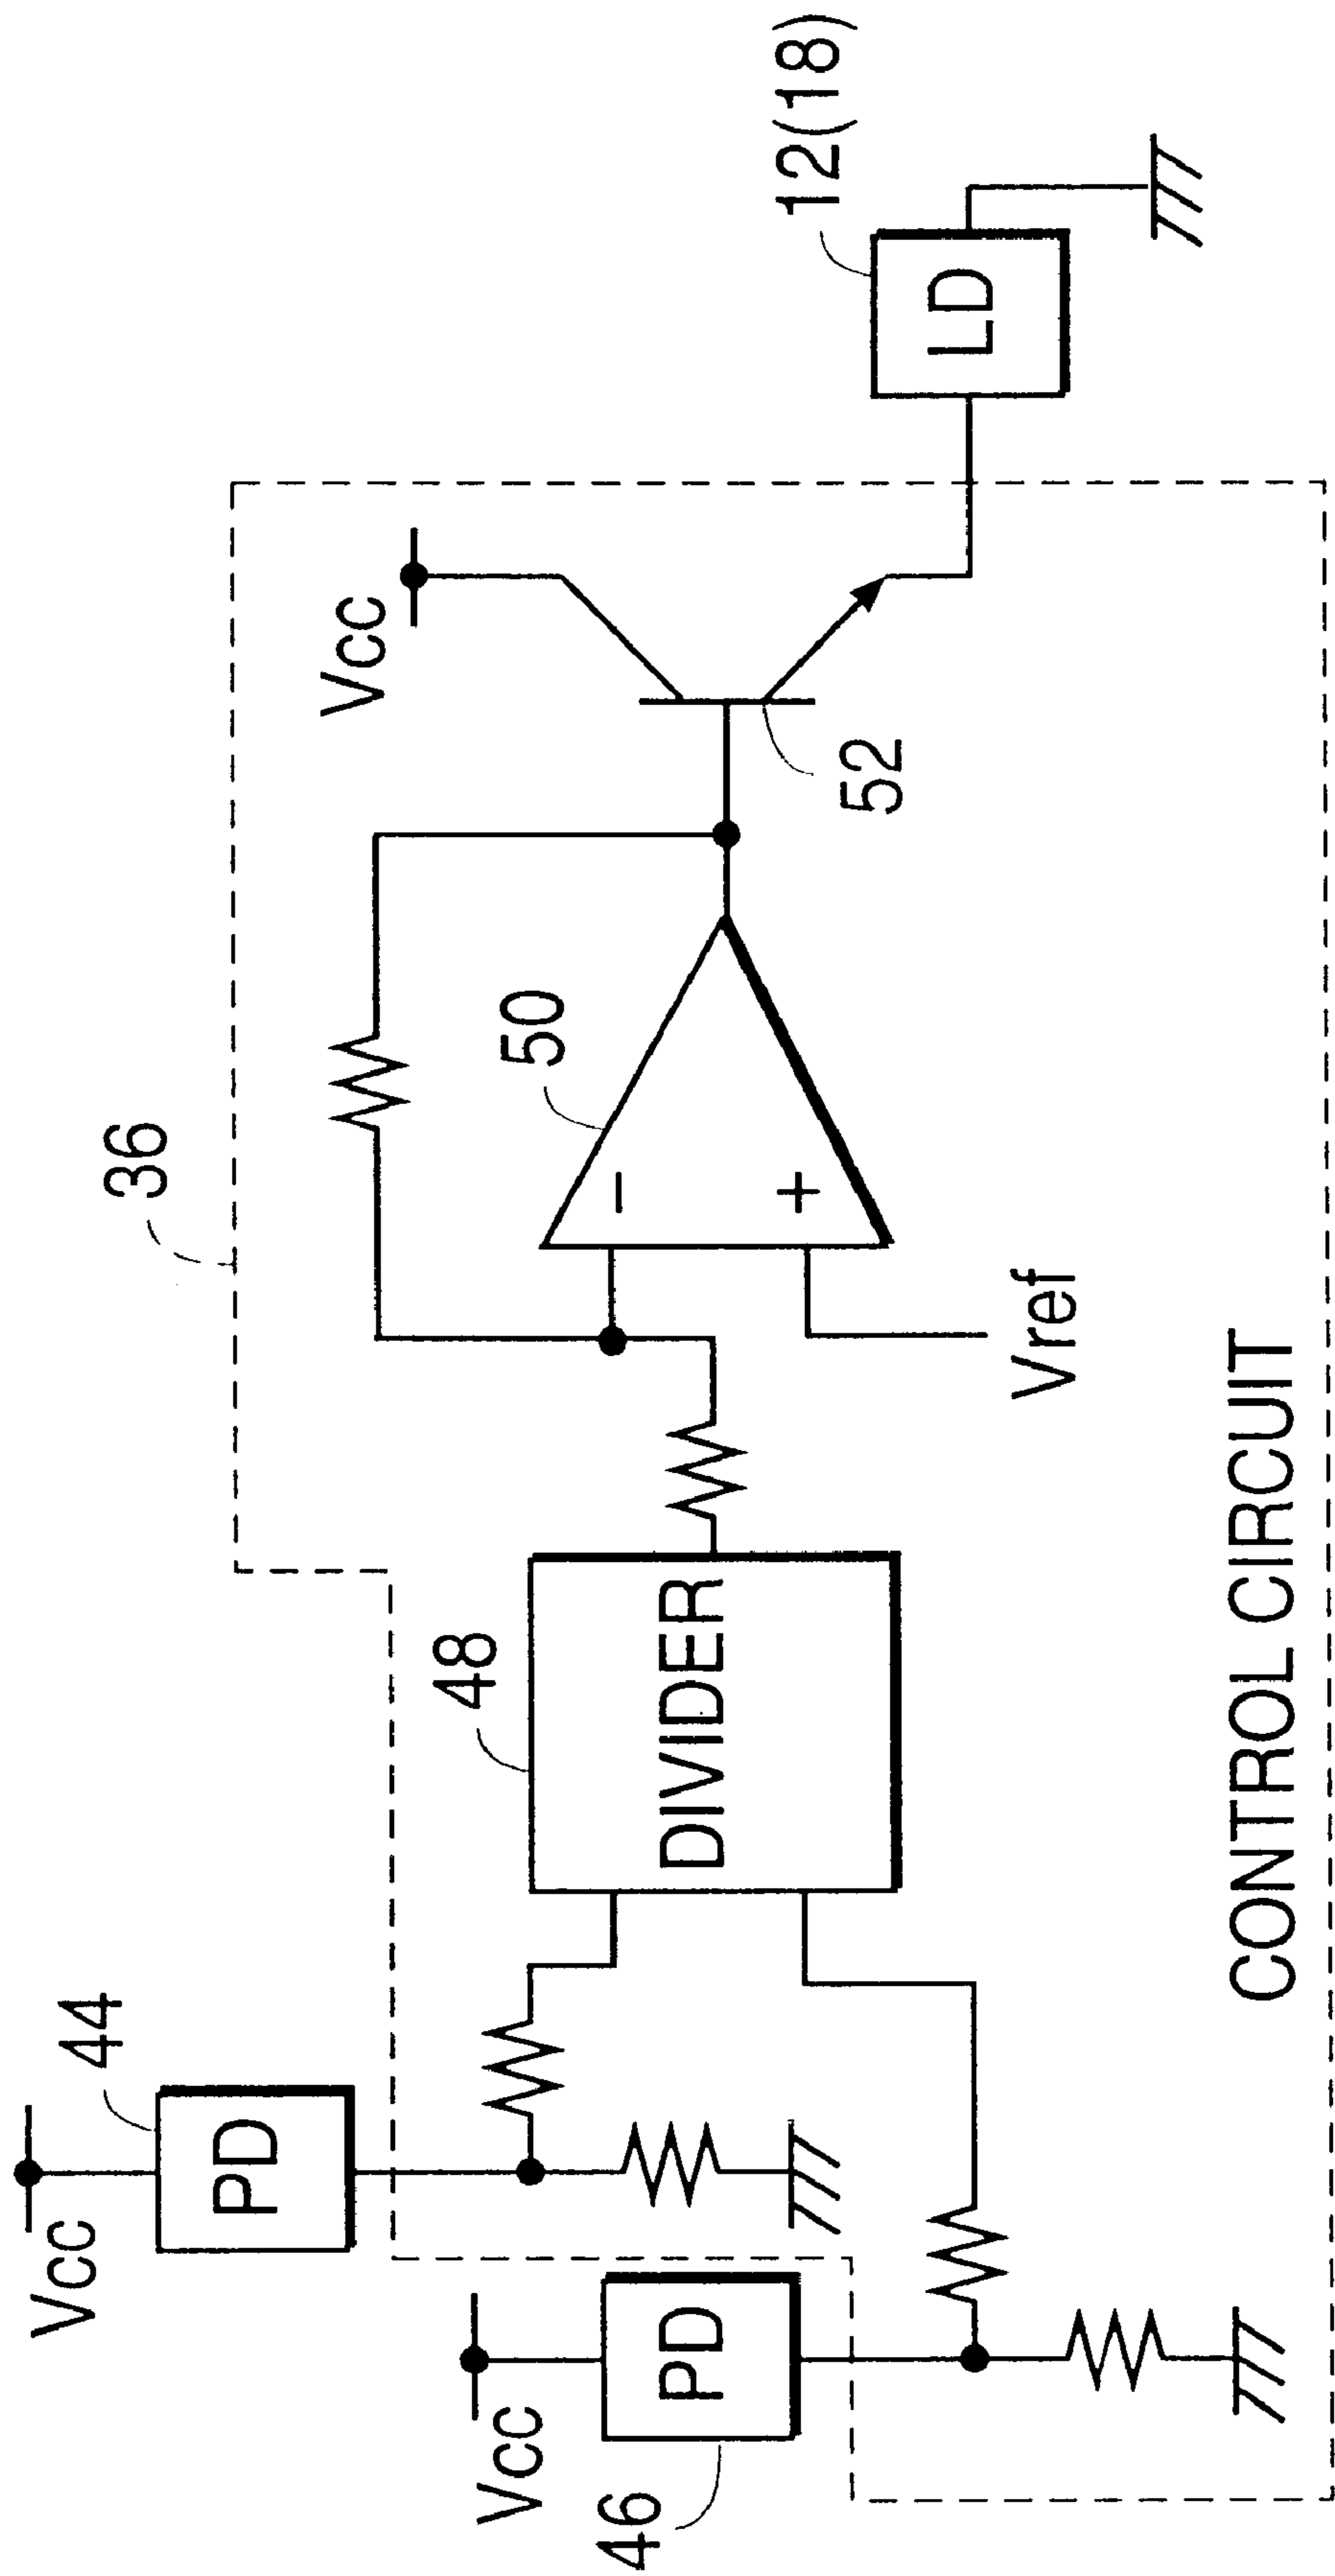 44
Vcc
PD
46
Vcc
PD
36
48
DIVIDER
50
−
+
Vref
Vcc
52
12(18)
LD
CONTROL CIRCUIT